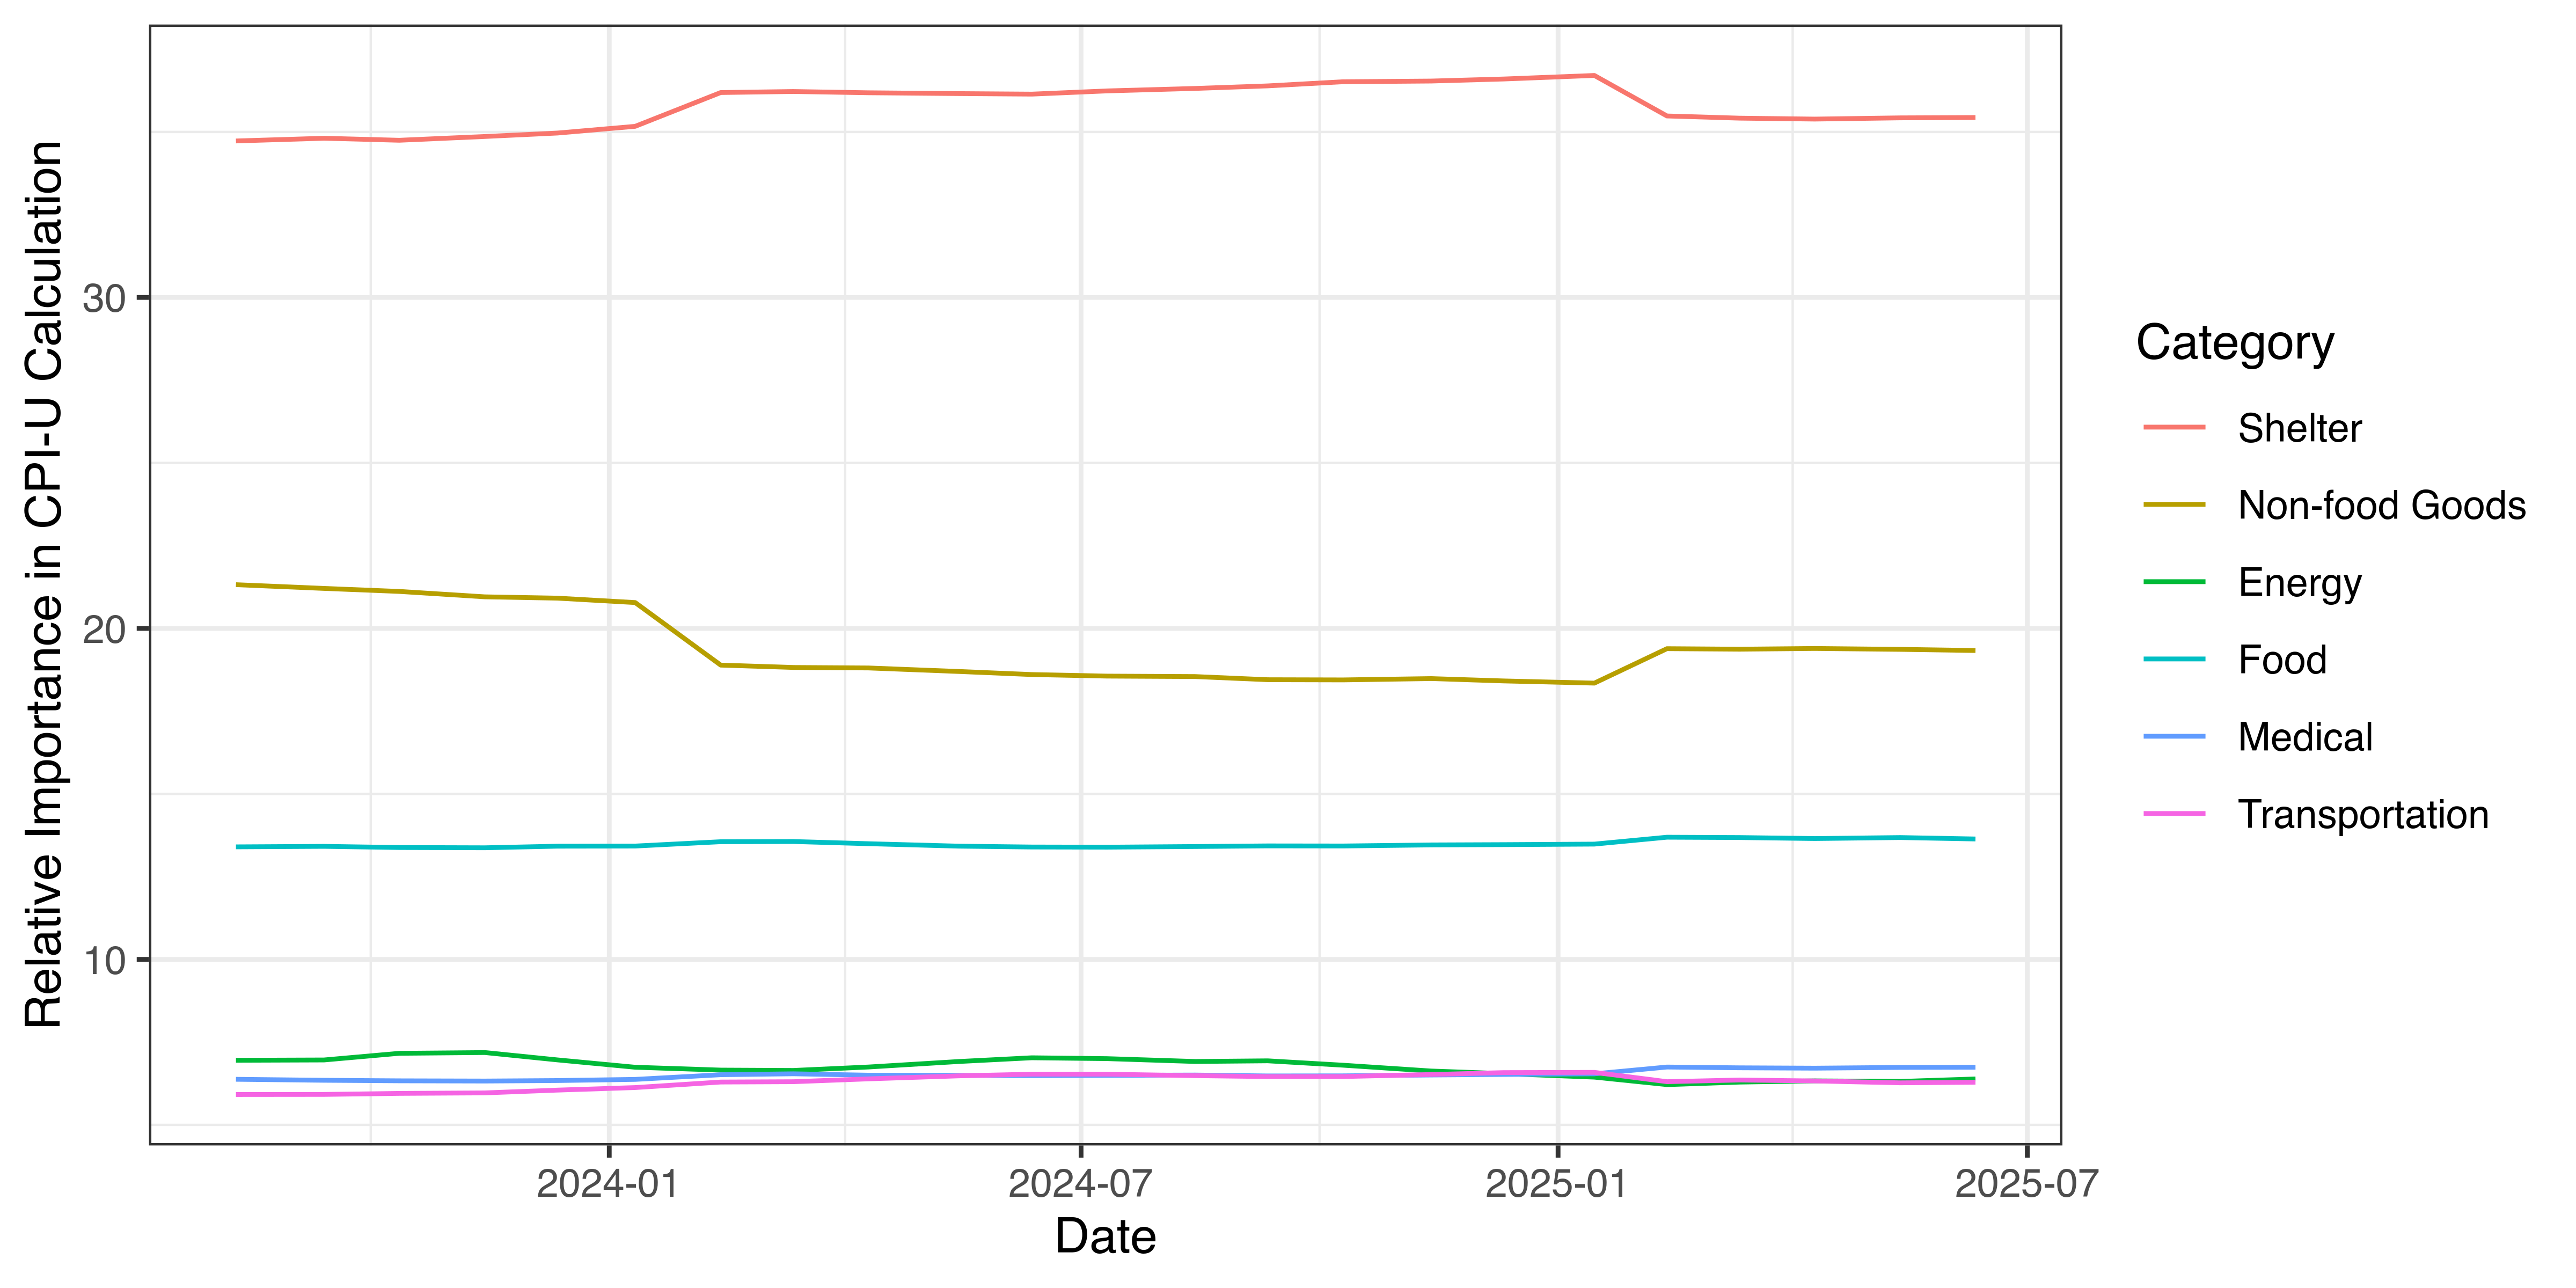 Relative Importance in CPI-U Calculation
30
20
10
2024-01
2024-07
2025-01
2025-07
Date
Category
Shelter
Non-food Goods
Energy
Food
Medical
Transportation